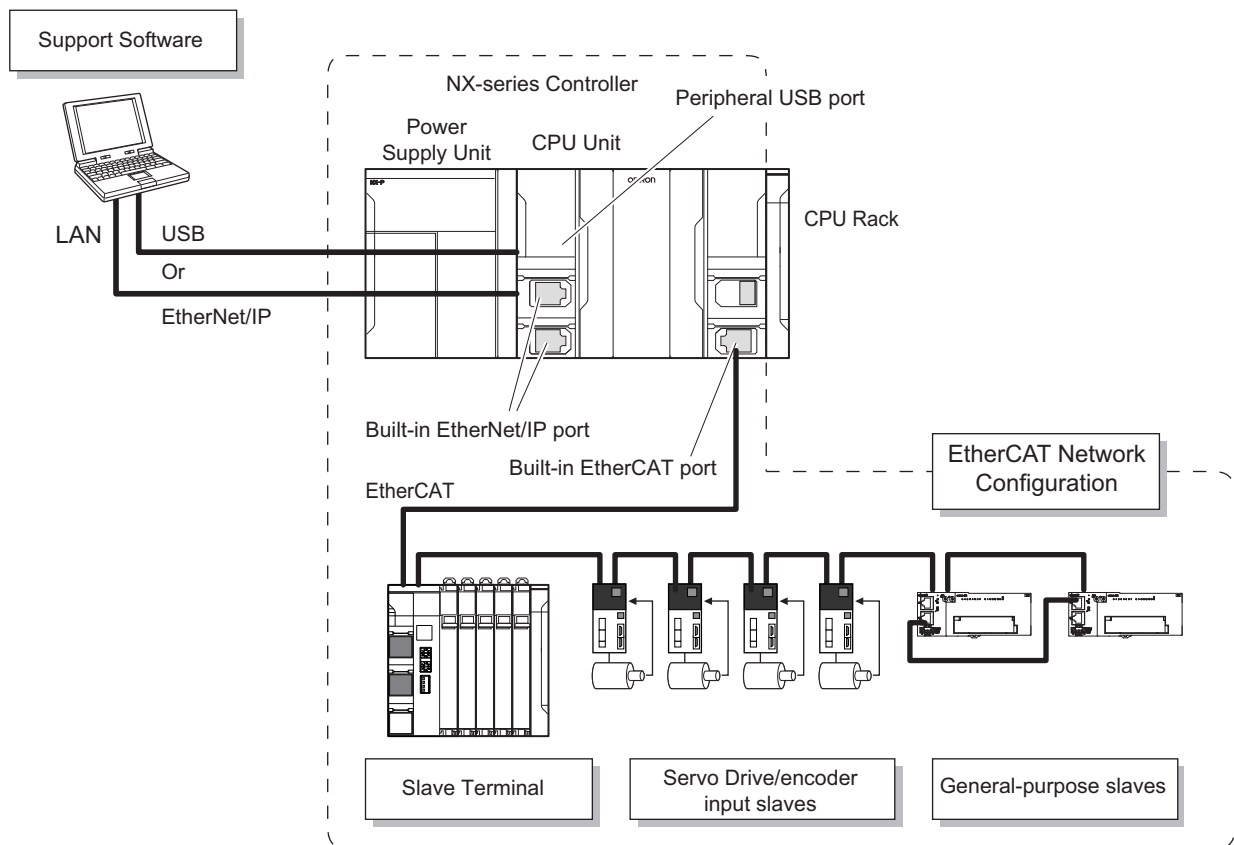 Support Software
NX-series Controller
Peripheral USB port
Power
Supply Unit
CPU Unit
NX-P
omron
CPU Rack
LAN
USB
Or
EtherNet/IP
Built-in EtherNet/IP port
Built-in EtherCAT port
EtherCAT Network
Configuration
EtherCAT
Slave Terminal
Servo Drive/encoder
input slaves
General-purpose slaves